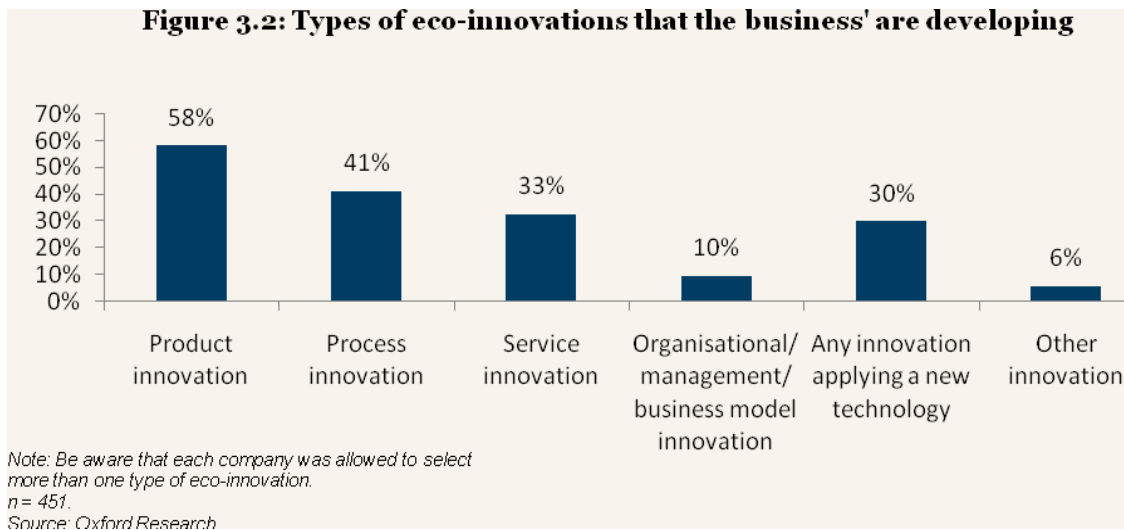 Figure 3.2: Types of eco-innovations that the business' are developing
70%
60%
50%
40%
30%
20%
10%
0%
58%
41%
33%
10%
30%
6%
Product
innovation
Process
innovation
Service
innovation
Organisational/
management/
business model
innovation
Any innovation
applying a new
technology
Other
innovation
Note: Be aware that each company was allowed to select
more than one type of eco-innovation.
n = 451.
Source: Oxford Research